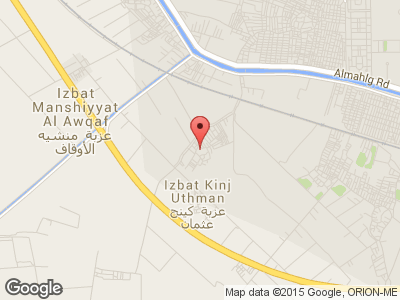 Almahlg Rd
Izbat
Manshiyyat
Al Awqaf
عزبة منشيه
الأوقاف
Izbat Kinj
Uthman
عزبة كينج
عثمان
Google
Map data ©2015 Google, ORION-ME